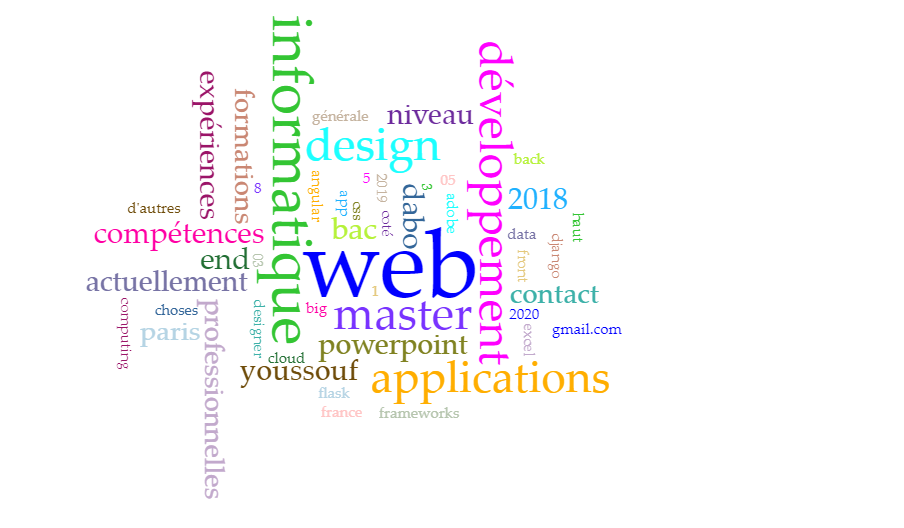 informatique
développement
expériences
formations
générale
niveau
design
back
angular
5
2019
3
05
8
app
css
coté
dabo
adobe
2018
d'autres
haut
bac
compétences
data
django
web
end
03
front
actuellement
1
contact
computing
choses
professionnelles
designer
big
master
2020
excel
gmail.com
paris
powerpoint
cloud
youssouf
applications
flask
france
frameworks